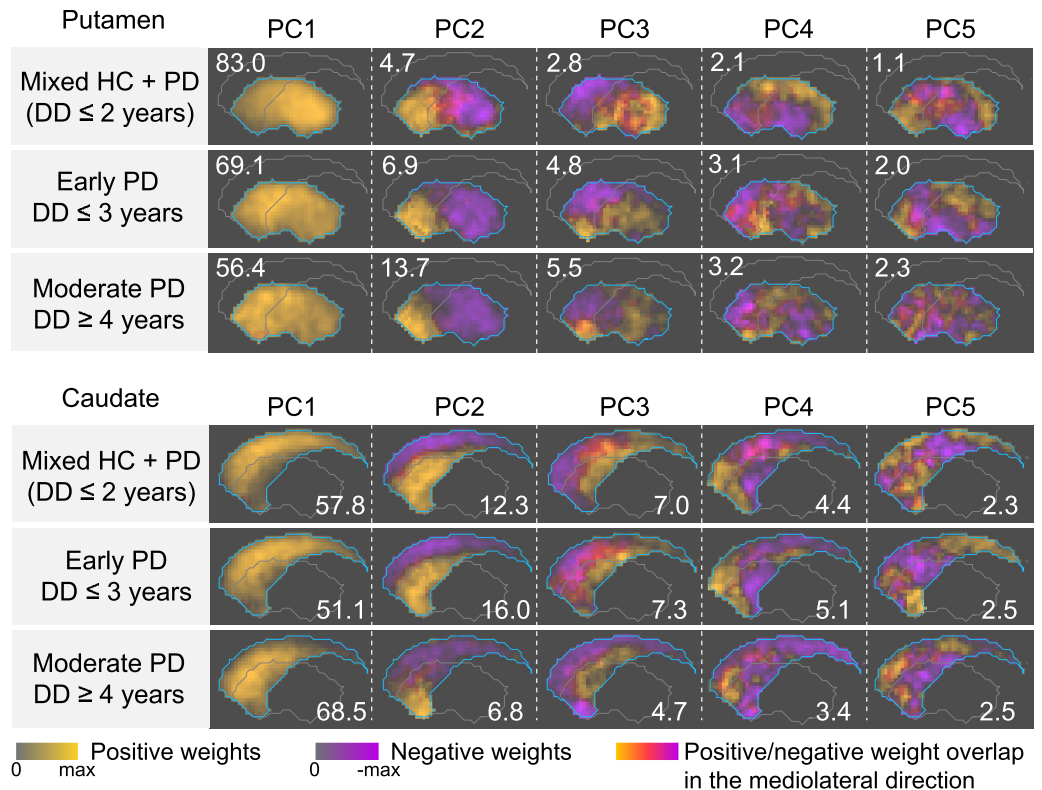 Putamen PC1 PC2 PC3 PC4 PC5
Mixed HC + PD
(DD ≤ 2 years)
83.0 4.7 2.8 2.1 1.1
Early PD
DD ≤ 3 years
69.1 6.9 4.8 3.1 2.0
Moderate PD
DD ≥ 4 years
56.4 13.7 5.5 3.2 2.3
Caudate PC1 PC2 PC3 PC4 PC5
Mixed HC + PD
(DD ≤ 2 years)
57.8 12.3 7.0 4.4 2.3
Early PD
DD ≤ 3 years
51.1 16.0 7.3 5.1 2.5
Moderate PD
DD ≥ 4 years
68.5 6.8 4.7 3.4 2.5
Positive weights
0 max
Negative weights
0 -max
Positive/negative weight overlap
in the mediolateral direction